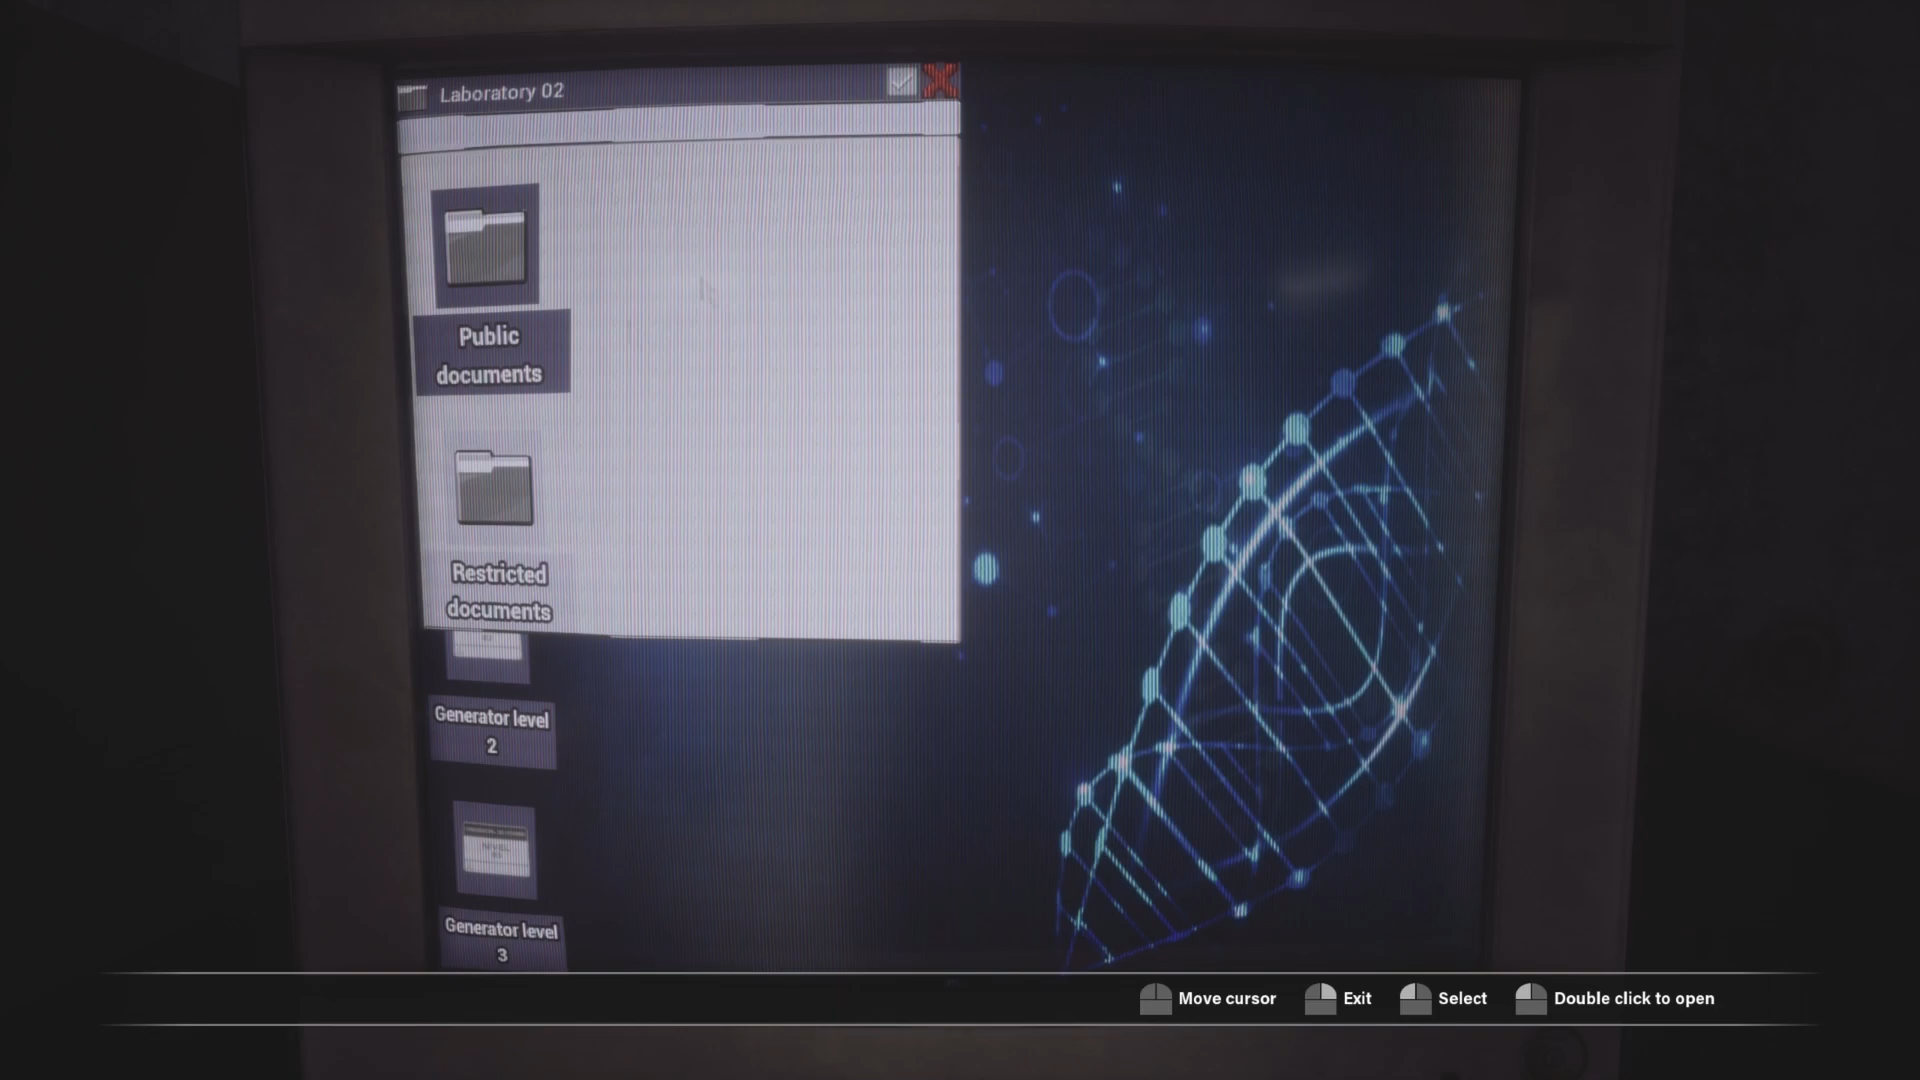 Laboratory 02
Public
documents
Restricted
documents
Generator level
2
Generator level
3
Move cursor
Exit
Select
Double click to open